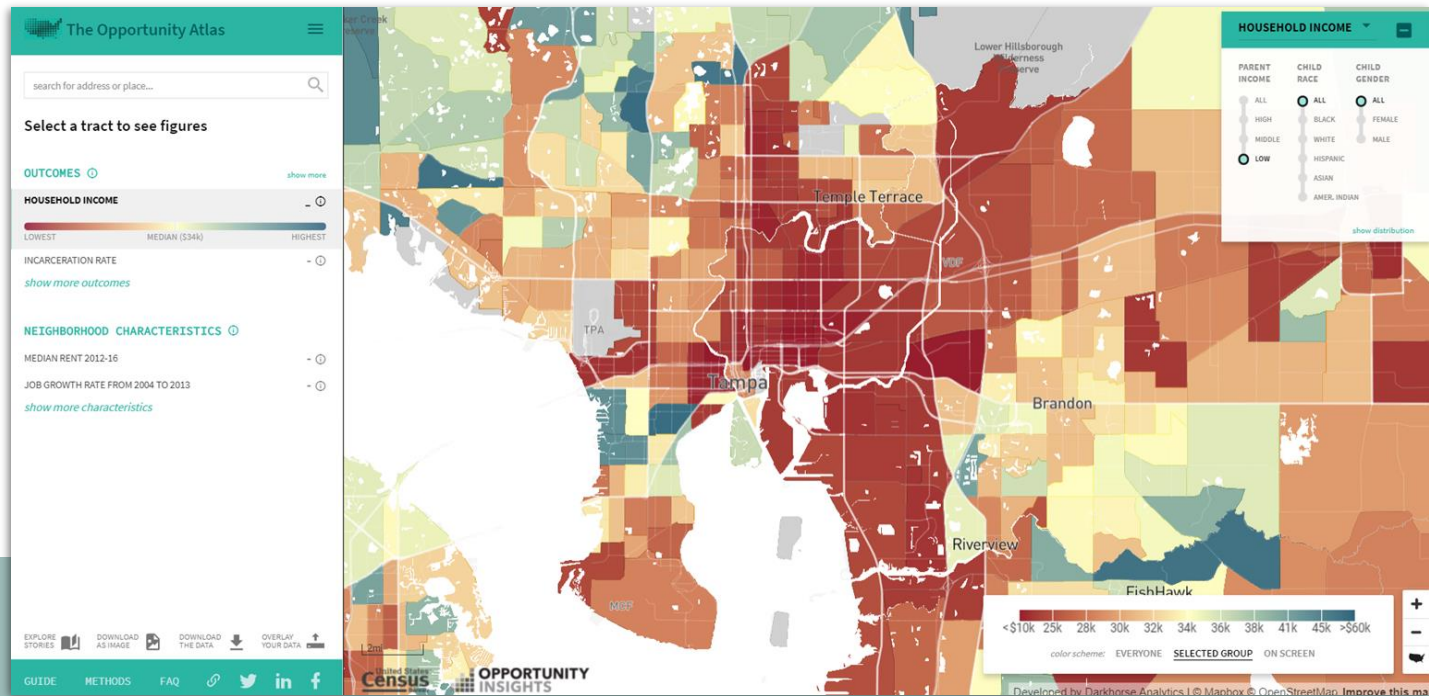 The Opportunity Atlas
search for address or place...
Select a tract to see figures
OUTCOMES
show more
HOUSEHOLD INCOME
-
LOWEST
MEDIAN ($34k)
HIGHEST
INCARCERATION RATE
-
show more outcomes
NEIGHBORHOOD CHARACTERISTICS
MEDIAN RENT 2012-16
-
JOB GROWTH RATE FROM 2004 TO 2013
-
show more characteristics
EXPLORE STORIES
DOWNLOAD AS IMAGE
DOWNLOAD THE DATA
OVERLAY YOUR DATA
GUIDE
METHODS
FAQ
Creek
Lower Hillsborough
Wilderness
Temple Terrace
VDF
TPA
Tampa
Brandon
Riverview
FishHawk
MCF
2mi
United States
Census
OPPORTUNITY
INSIGHTS
HOUSEHOLD INCOME
PARENT INCOME
ALL
HIGH
MIDDLE
LOW
CHILD RACE
ALL
BLACK
WHITE
HISPANIC
ASIAN
AMER. INDIAN
CHILD GENDER
ALL
FEMALE
MALE
show distribution
<$10k 25k 28k 30k 32k 34k 36k 38k 41k 45k >$60k
color scheme: EVERYONE SELECTED GROUP ON SCREEN
+
-
Developed by Darkhorse Analytics | © Mapbox © OpenStreetMap Improve this ma